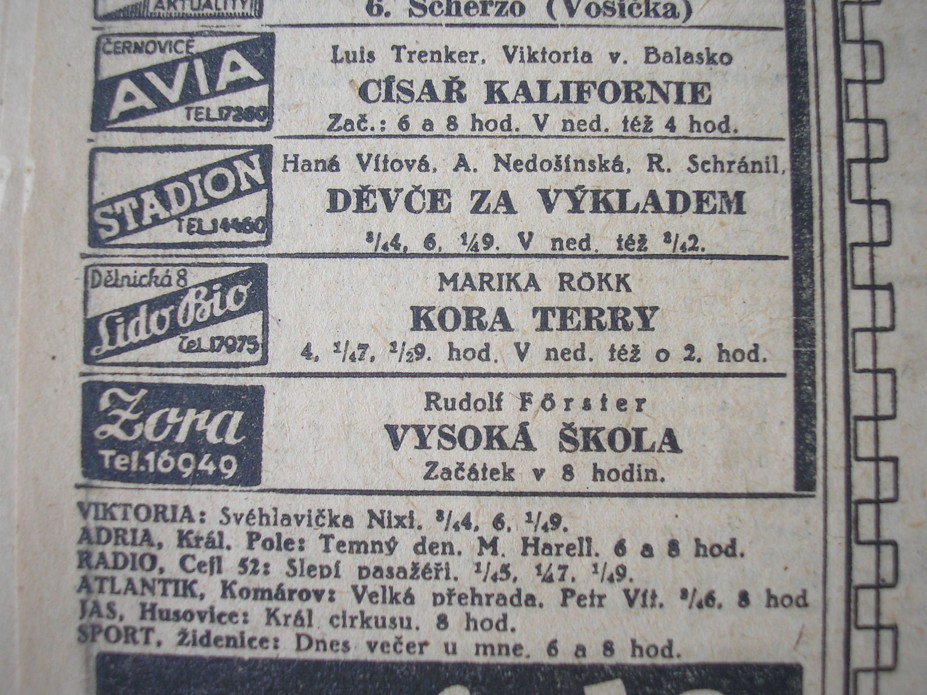 AKTUALITY
6. Scherzo (Vosička)
ČERNOVICE
AVIA
TEL.17280
Luis Trenker, Viktoria v. Balasko
CÍSAŘ KALIFORNIE
Zač.: 6 a 8 hod. V ned. též 4 hod.
STADION
TEL.14460
Haná Vítová, A. Nedošínská, R. Schránil,
DĚVČE ZA VÝKLADEM
¾4, 6, ¼9. V ned. též ¾2.
Dělnická 8
Lido Bio
Tel.17975
MARIKA RÖKK
KORA TERRY
4, ¼7, ½9. hod. V ned. též o 2. hod.
Zora
Tel.16949
Rudolf Förster
VYSOKÁ ŠKOLA
Začátek v 8 hodin.
VIKTORIA: Svéhlavička Nixi. ¾4, 6, ¼9.
ADRIA, Král. Pole: Temný den. M. Harell. 6 a 8 hod.
RADIO, Cejl 52: Slepí pasažéři. ¼5, ¼7, ¼9.
ATLANTIK, Komárov: Velká přehrada. Petr Vít. ¾6, 8 hod
JAS, Husovice: Král cirkusu. 8 hod.
SPORT, Židenice: Dnes večer u mne. 6 a 8 hod.